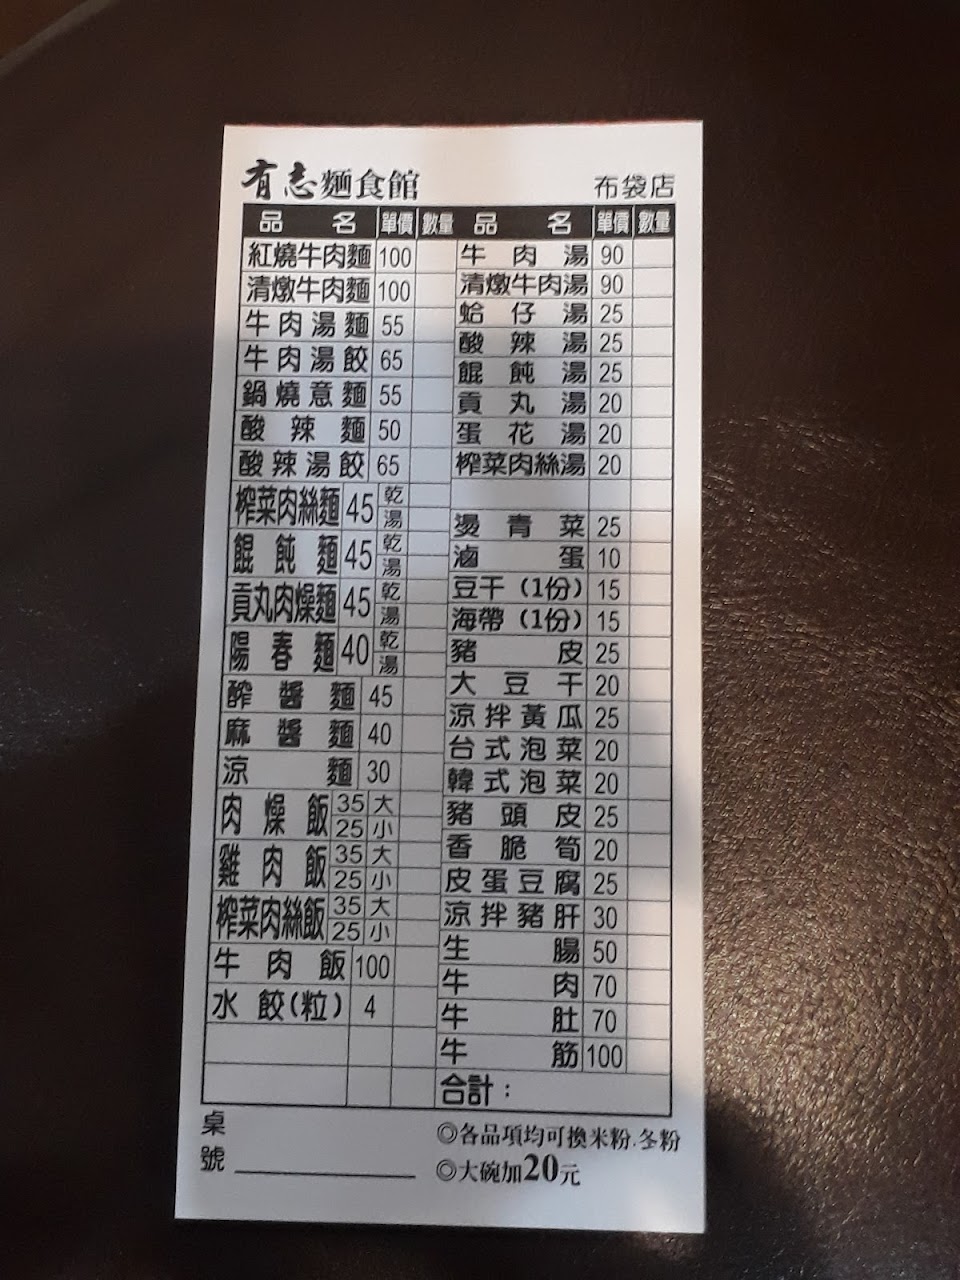 有志麵食館 布袋店
品名 單價 數量 品名 單價 數量
紅燒牛肉麵 100
清燉牛肉麵 100
牛肉湯麵 55
牛肉湯餃 65
鍋燒意麵 55
酸辣麵 50
酸辣湯餃 65
榨菜肉絲麵 45 乾 湯
餛飩麵 45 乾 湯
貢丸肉燥麵 45 乾 湯
陽春麵 40 乾 湯
醡醬麵 45
麻醬麵 40
涼麵 30
肉燥飯 35 大 25 小
雞肉飯 35 大 25 小
榨菜肉絲飯 35 大 25 小
牛肉飯 100
水餃(粒) 4
牛肉湯 90
清燉牛肉湯 90
蛤仔湯 25
酸辣湯 25
餛飩湯 25
貢丸湯 20
蛋花湯 20
榨菜肉絲湯 20
燙青菜 25
滷蛋 10
豆干(1份) 15
海帶(1份) 15
豬皮 25
大豆干 20
涼拌黃瓜 25
台式泡菜 20
韓式泡菜 20
豬頭皮 25
香脆筍 20
皮蛋豆腐 25
涼拌豬肝 30
生腸 50
牛肉 70
牛肚 70
牛筋 100
合計：
桌號
◎各品項均可換米粉.冬粉
◎大碗加20元